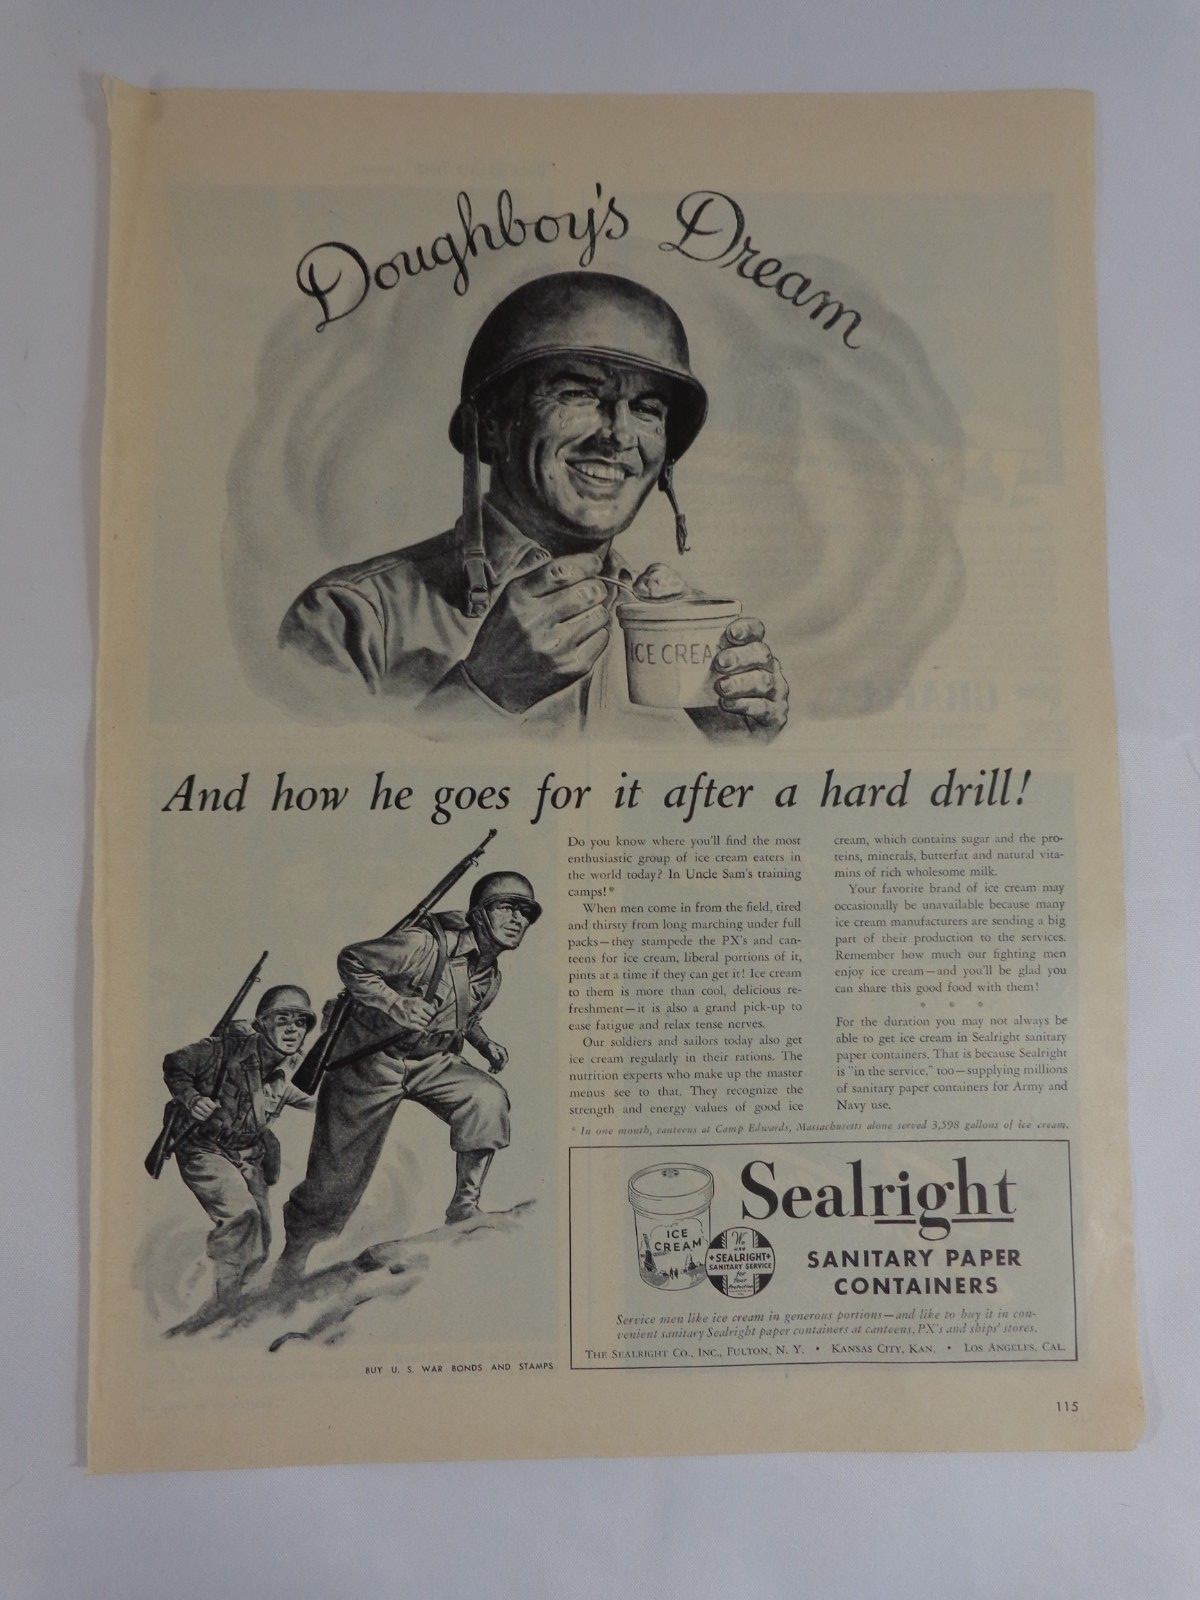 Doughboy's Dream
ICE CREA
And how he goes for it after a hard drill!
Do you know where you'll find the most
enthusiastic group of ice cream eaters in
the world today? In Uncle Sam's training
camps!*
When men come in from the field, tired
and thirsty from long marching under full
packs—they stampede the PX's and can-
teens for ice cream, liberal portions of it,
pints at a time if they can get it! Ice cream
to them is more than cool, delicious re-
freshment—it is also a grand pick-up to
ease fatigue and relax tense nerves.
Our soldiers and sailors today also get
ice cream regularly in their rations. The
nutrition experts who make up the master
menus see to that. They recognize the
strength and energy values of good ice
cream, which contains sugar and the pro-
teins, minerals, butterfat and natural vita-
mins of rich wholesome milk.
Your favorite brand of ice cream may
occasionally be unavailable because many
ice cream manufacturers are sending a big
part of their production to the services.
Remember how much our fighting men
enjoy ice cream—and you'll be glad you
can share this good food with them!
* * *
For the duration you may not always be
able to get ice cream in Sealright sanitary
paper containers. That is because Sealright
is "in the service," too—supplying millions
of sanitary paper containers for Army and
Navy use.
* In one month, canteens at Camp Edwards, Massachusetts alone served 3,598 gallons of ice cream.
ICE
CREAM
We
USE
SEALRIGHT
SANITARY SERVICE
for
Your
Protection
Sealright
SANITARY PAPER
CONTAINERS
Service men like ice cream in generous portions—and like to buy it in con-
venient sanitary Sealright paper containers at canteens, PX's and ships' stores.
THE SEALRIGHT CO., INC., FULTON, N. Y. • KANSAS CITY, KAN. • LOS ANGELES, CAL.
BUY U. S. WAR BONDS AND STAMPS
115